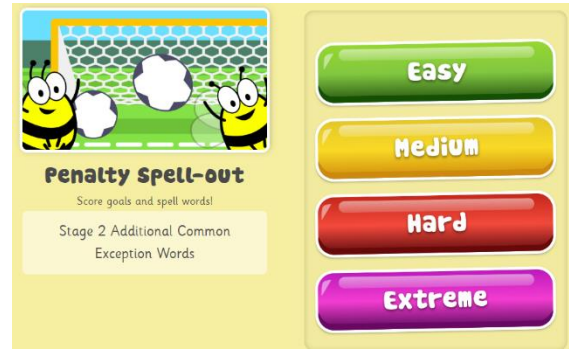 Penalty Spell-out
Score goals and spell words!
Stage 2 Additional Common
Exception Words
Easy
Medium
Hard
Extreme